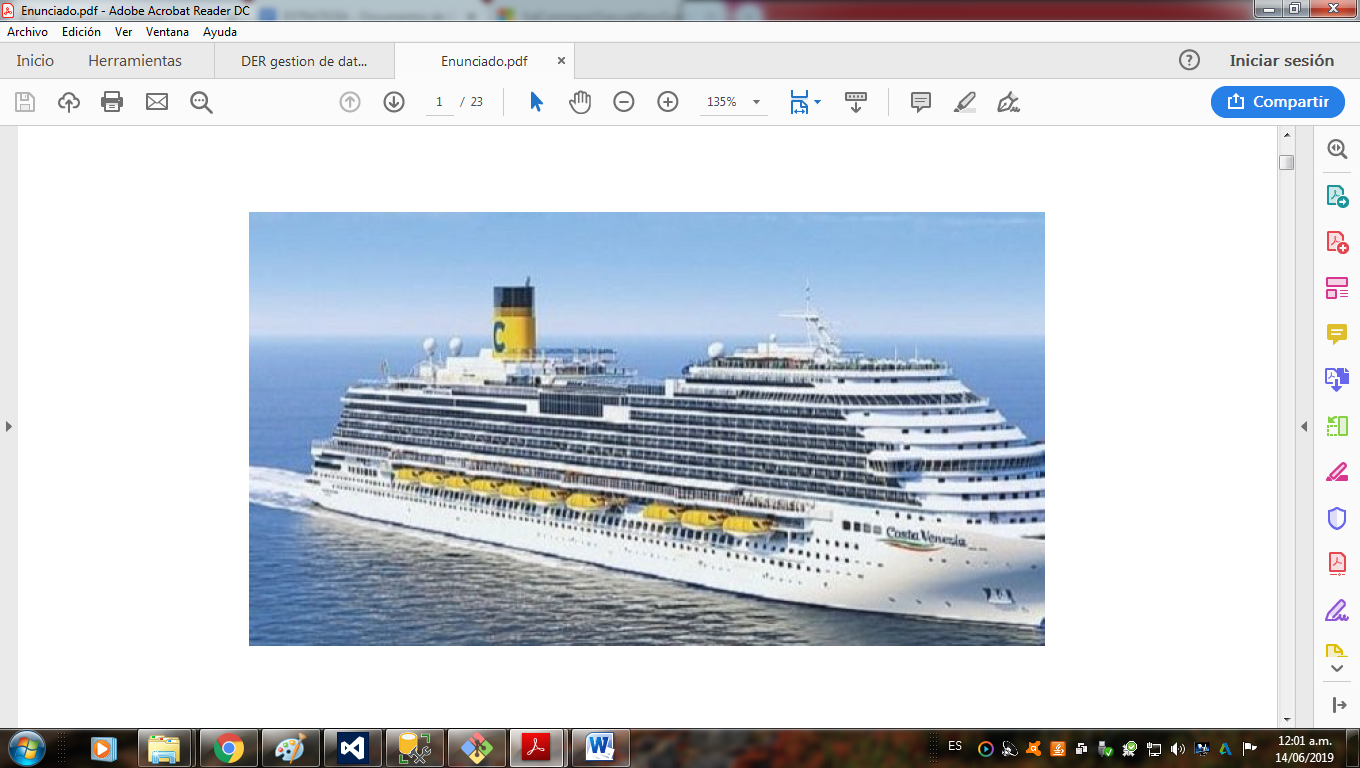 Enunciado.pdf - Adobe Acrobat Reader DC
Archivo Edición Ver Ventana Ayuda
Inicio Herramientas DER gestion de dat... Enunciado.pdf × ? Iniciar sesión
1 / 23 135% Compartir
C
Costa Venezia
W
ES 12:01 a.m.
14/06/2019